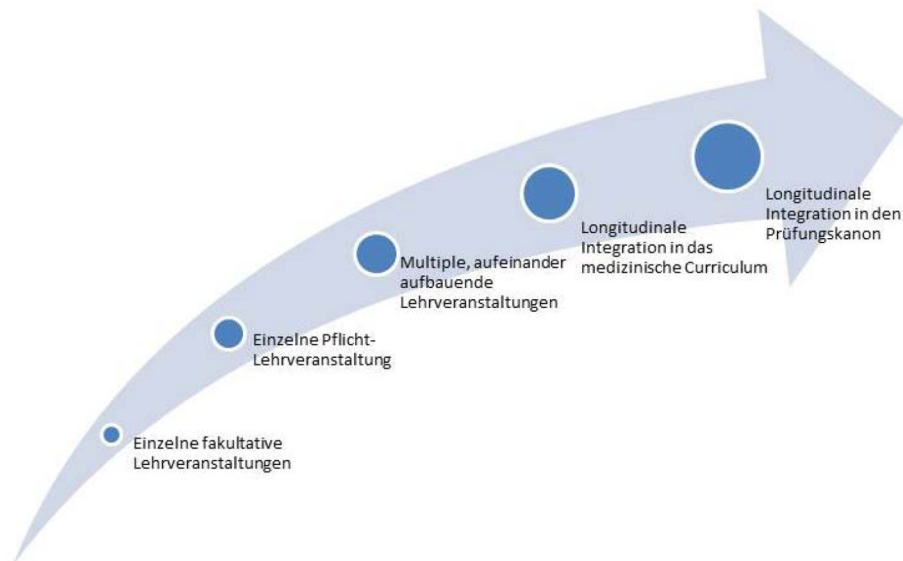 Einzelne fakultative
Lehrveranstaltungen
Einzelne Pflicht-
Lehrveranstaltung
Multiple, aufeinander
aufbauende
Lehrveranstaltungen
Longitudinale
Integration in das
medizinische Curriculum
Longitudinale
Integration in den
Prüfungskanon